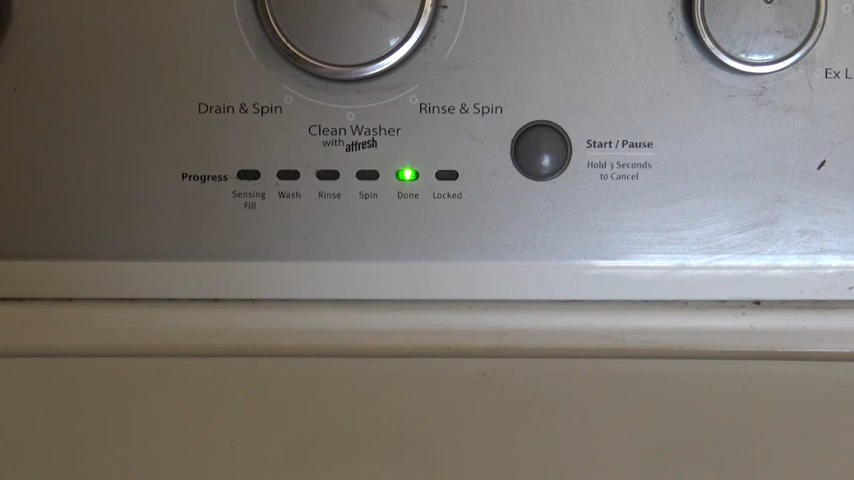 Ex L
Drain & Spin
Rinse & Spin
Clean Washer
with affresh
Start / Pause
Hold 3 Seconds
to Cancel
Progress
Sensing Fill
Wash
Rinse
Spin
Done
Locked